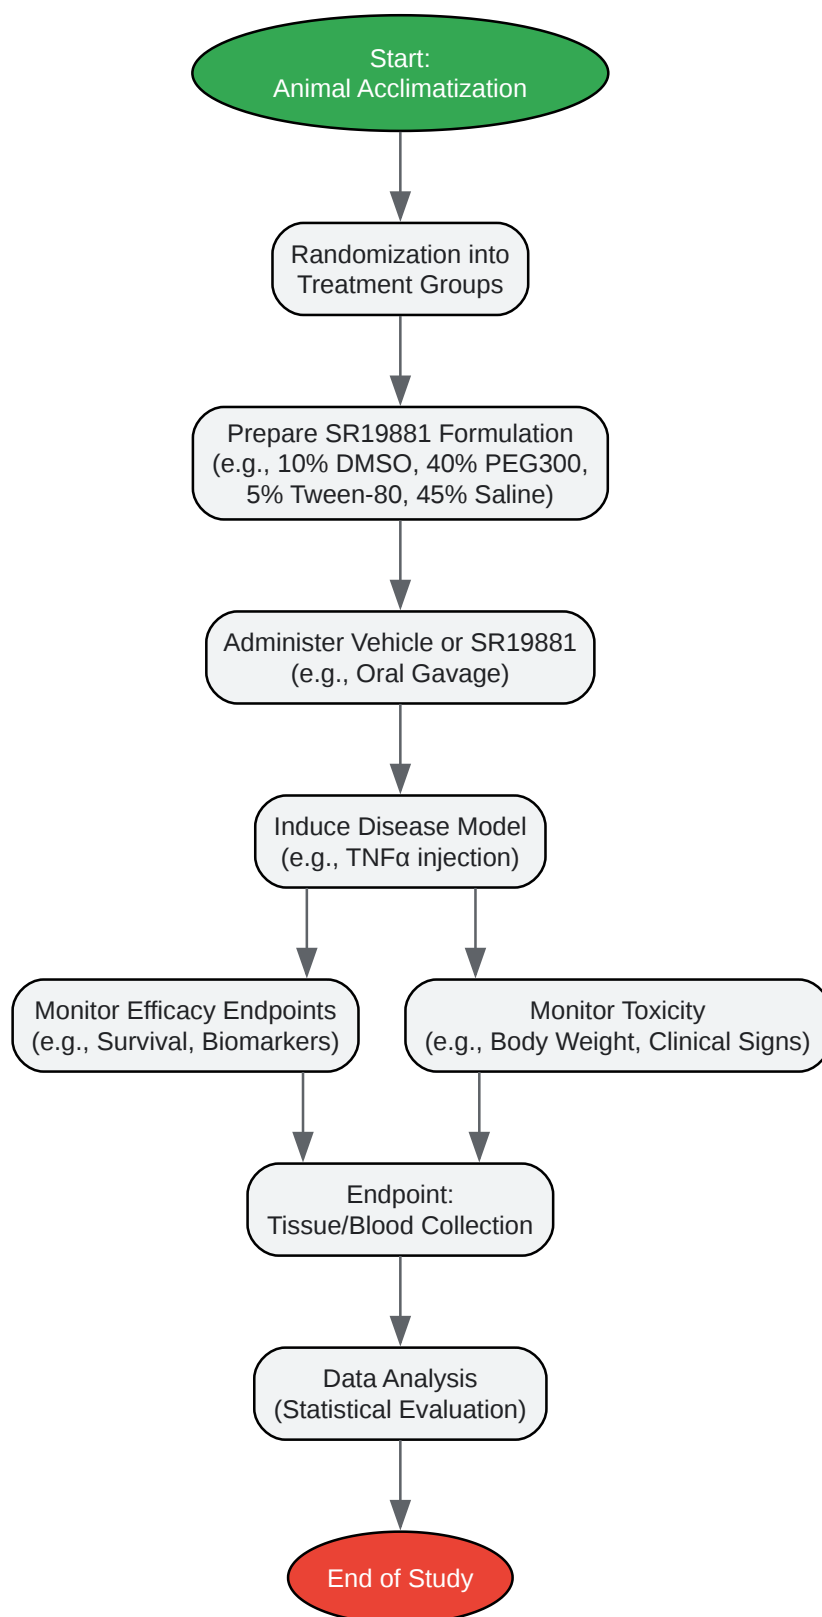 Start:
Animal Acclimatization
Randomization into
Treatment Groups
Prepare SR19881 Formulation
(e.g., 10% DMSO, 40% PEG300,
5% Tween-80, 45% Saline)
Administer Vehicle or SR19881
(e.g., Oral Gavage)
Induce Disease Model
(e.g., TNFα injection)
Monitor Efficacy Endpoints
(e.g., Survival, Biomarkers)
Monitor Toxicity
(e.g., Body Weight, Clinical Signs)
Endpoint:
Tissue/Blood Collection
Data Analysis
(Statistical Evaluation)
End of Study